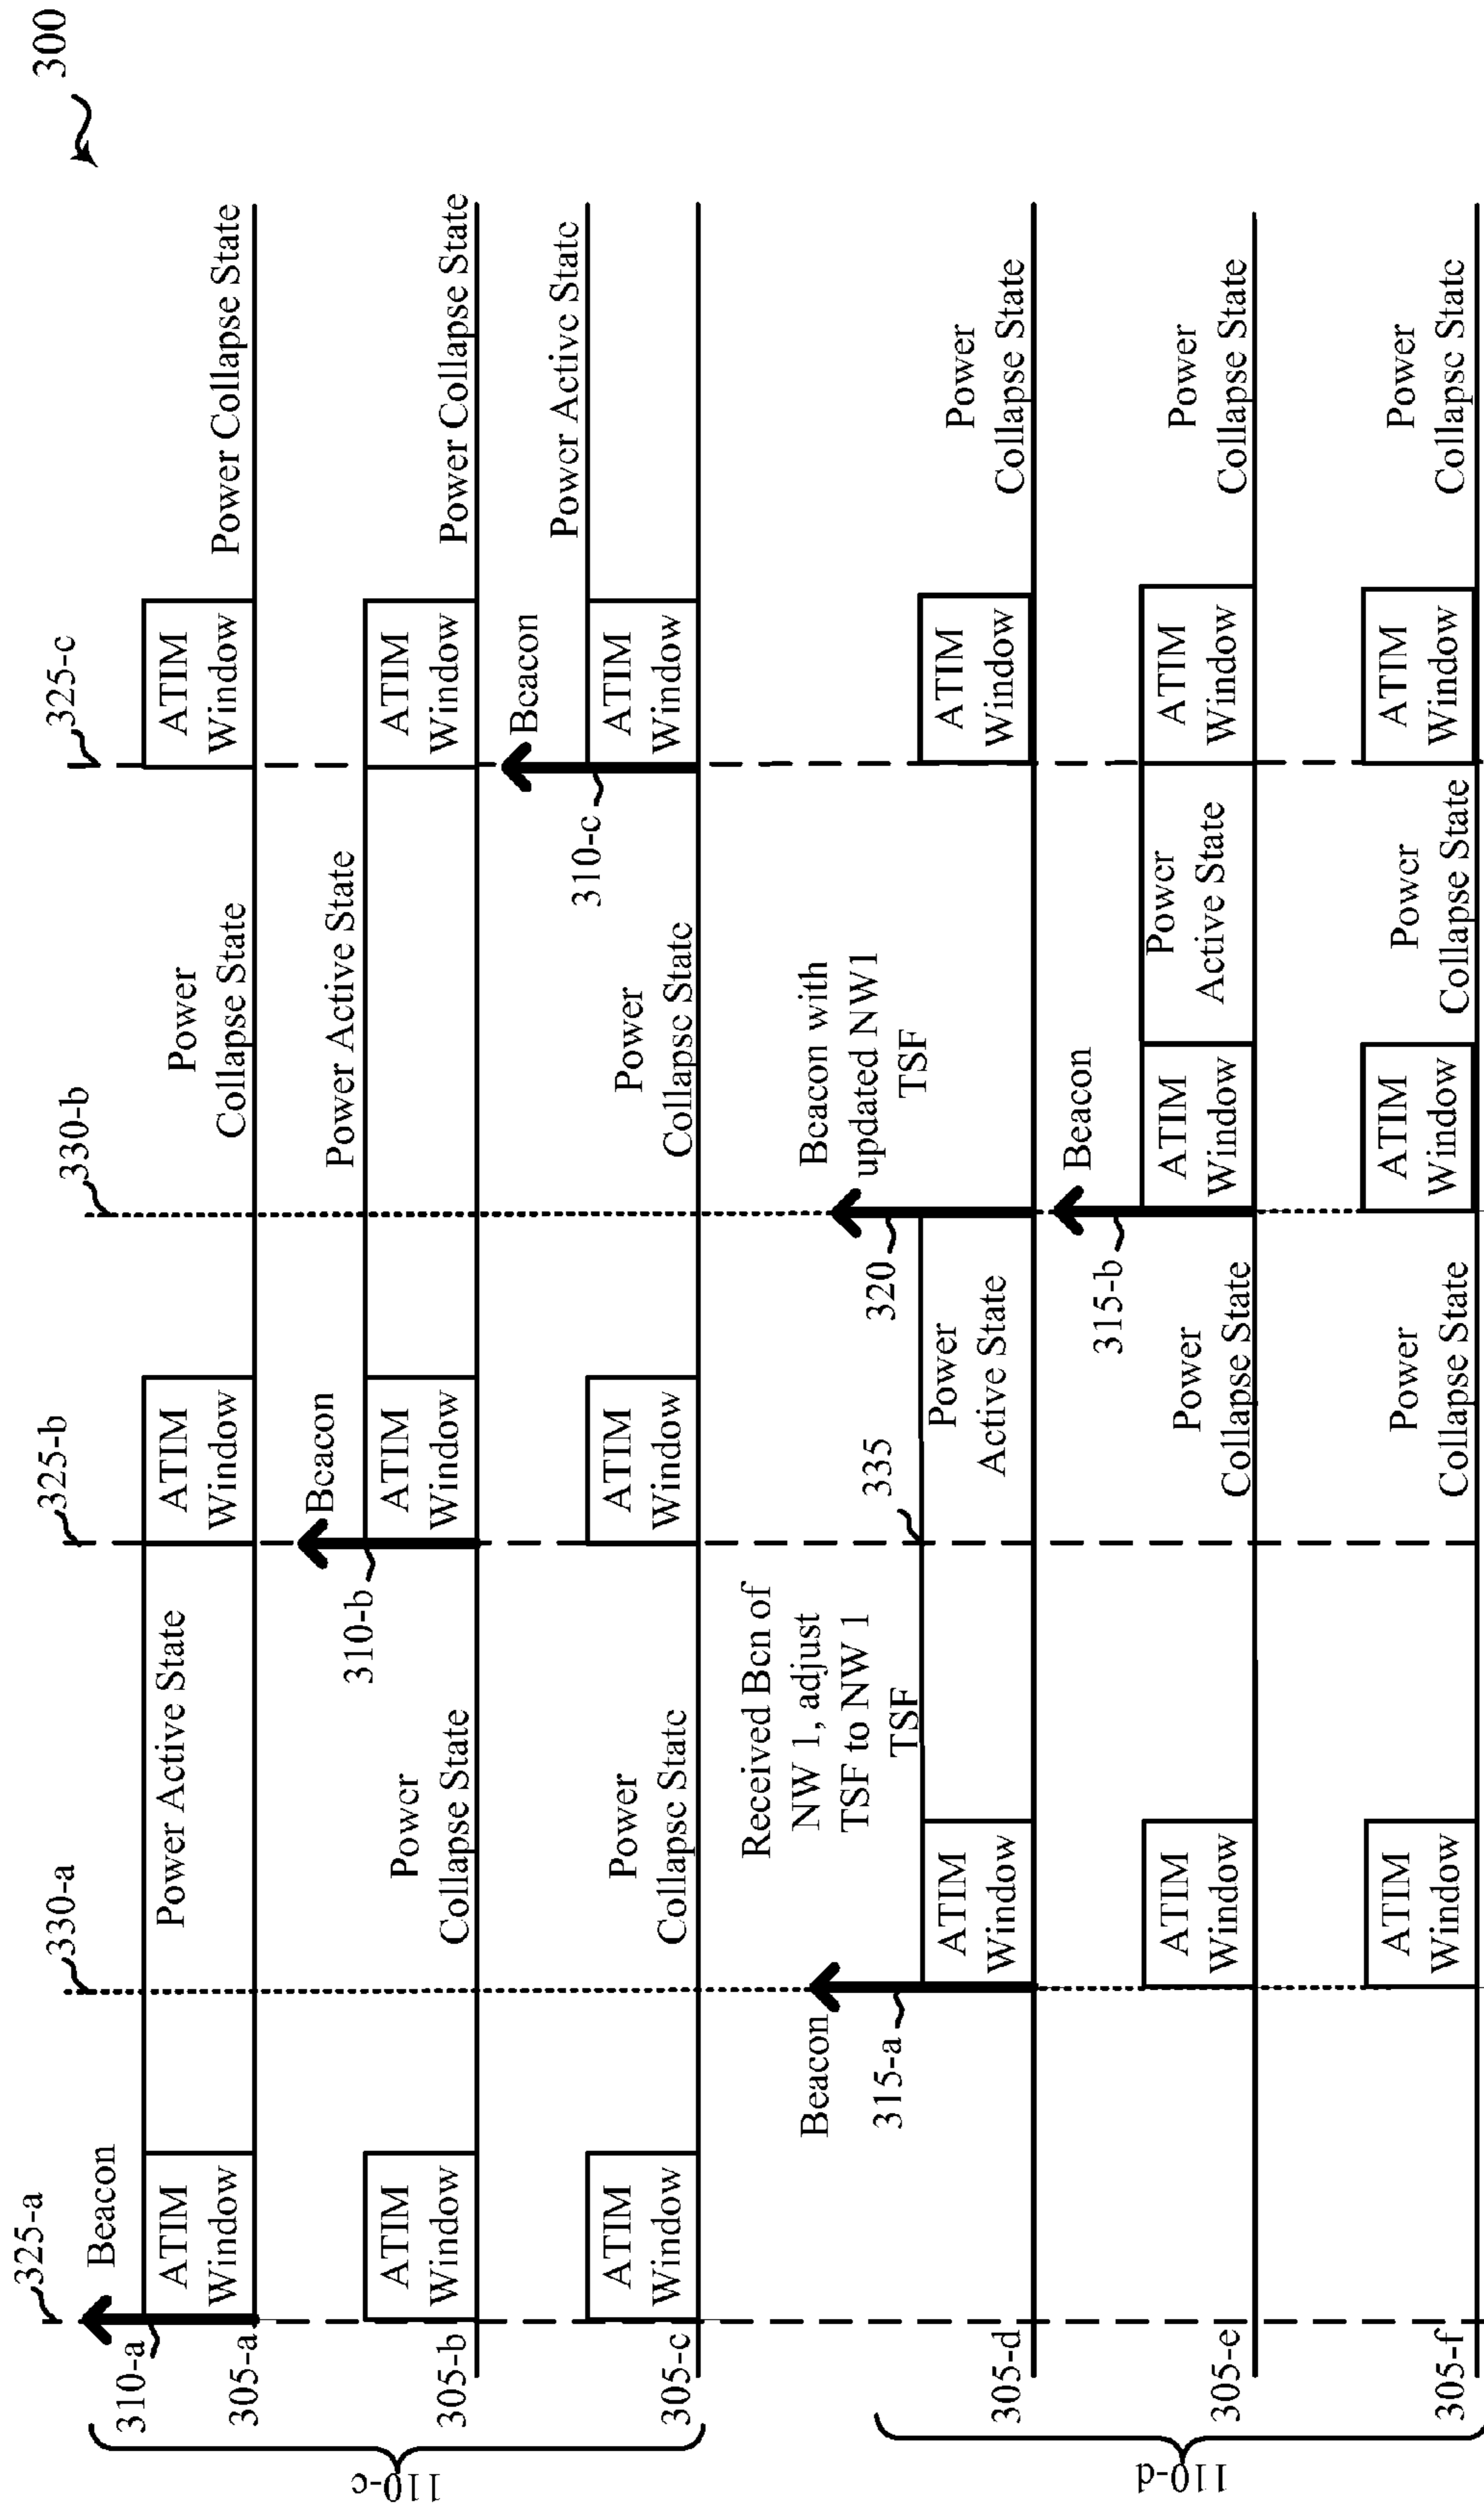 300
325-a
330-a
325-b
330-b
325-c
Beacon
310-a
305-a
ATIM
Window
Power Active State
ATIM
Window
Power
Collapse State
ATIM
Window
Power Collapse State
305-b
ATIM
Window
Power
Collapse State
310-b
Beacon
ATIM
Window
Power Active State
ATIM
Window
Power Collapse State
305-c
ATIM
Window
Power
Collapse State
ATIM
Window
Power
Collapse State
310-c
Beacon
ATIM
Window
Power Active State
110-c
305-d
Beacon
315-a
ATIM
Window
Received Bcn of
NW 1, adjust
TSF to NW 1
TSF
335
Power
Active State
320
Beacon with
updated NW1
TSF
ATIM
Window
Power
Collapse State
305-e
ATIM
Window
Power
Collapse State
315-b
Beacon
ATIM
Window
Power
Active State
ATIM
Window
Power
Collapse State
305-f
ATIM
Window
Power
Collapse State
ATIM
Window
Power
Collapse State
ATIM
Window
Power
Collapse State
110-d